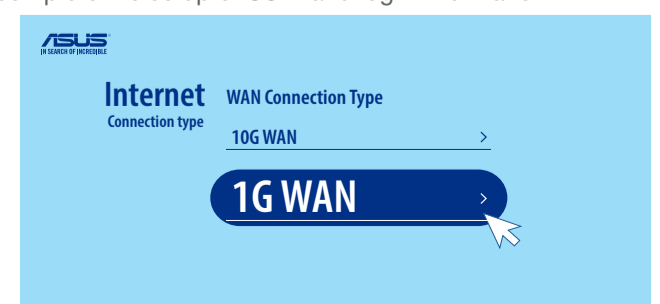 ASUS
IN SEARCH OF INCREDIBLE
Internet
Connection type
WAN Connection Type
10G WAN
1G WAN